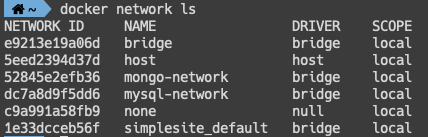 ~ docker network ls
NETWORK ID NAME DRIVER SCOPE
e9213e19a06d bridge bridge local
5eed2394d37d host host local
52845e2efb36 mongo-network bridge local
dc7a8d9f5dd6 mysql-network bridge local
c9a991a58fb9 none null local
1e33dcceb56f simplesite_default bridge local